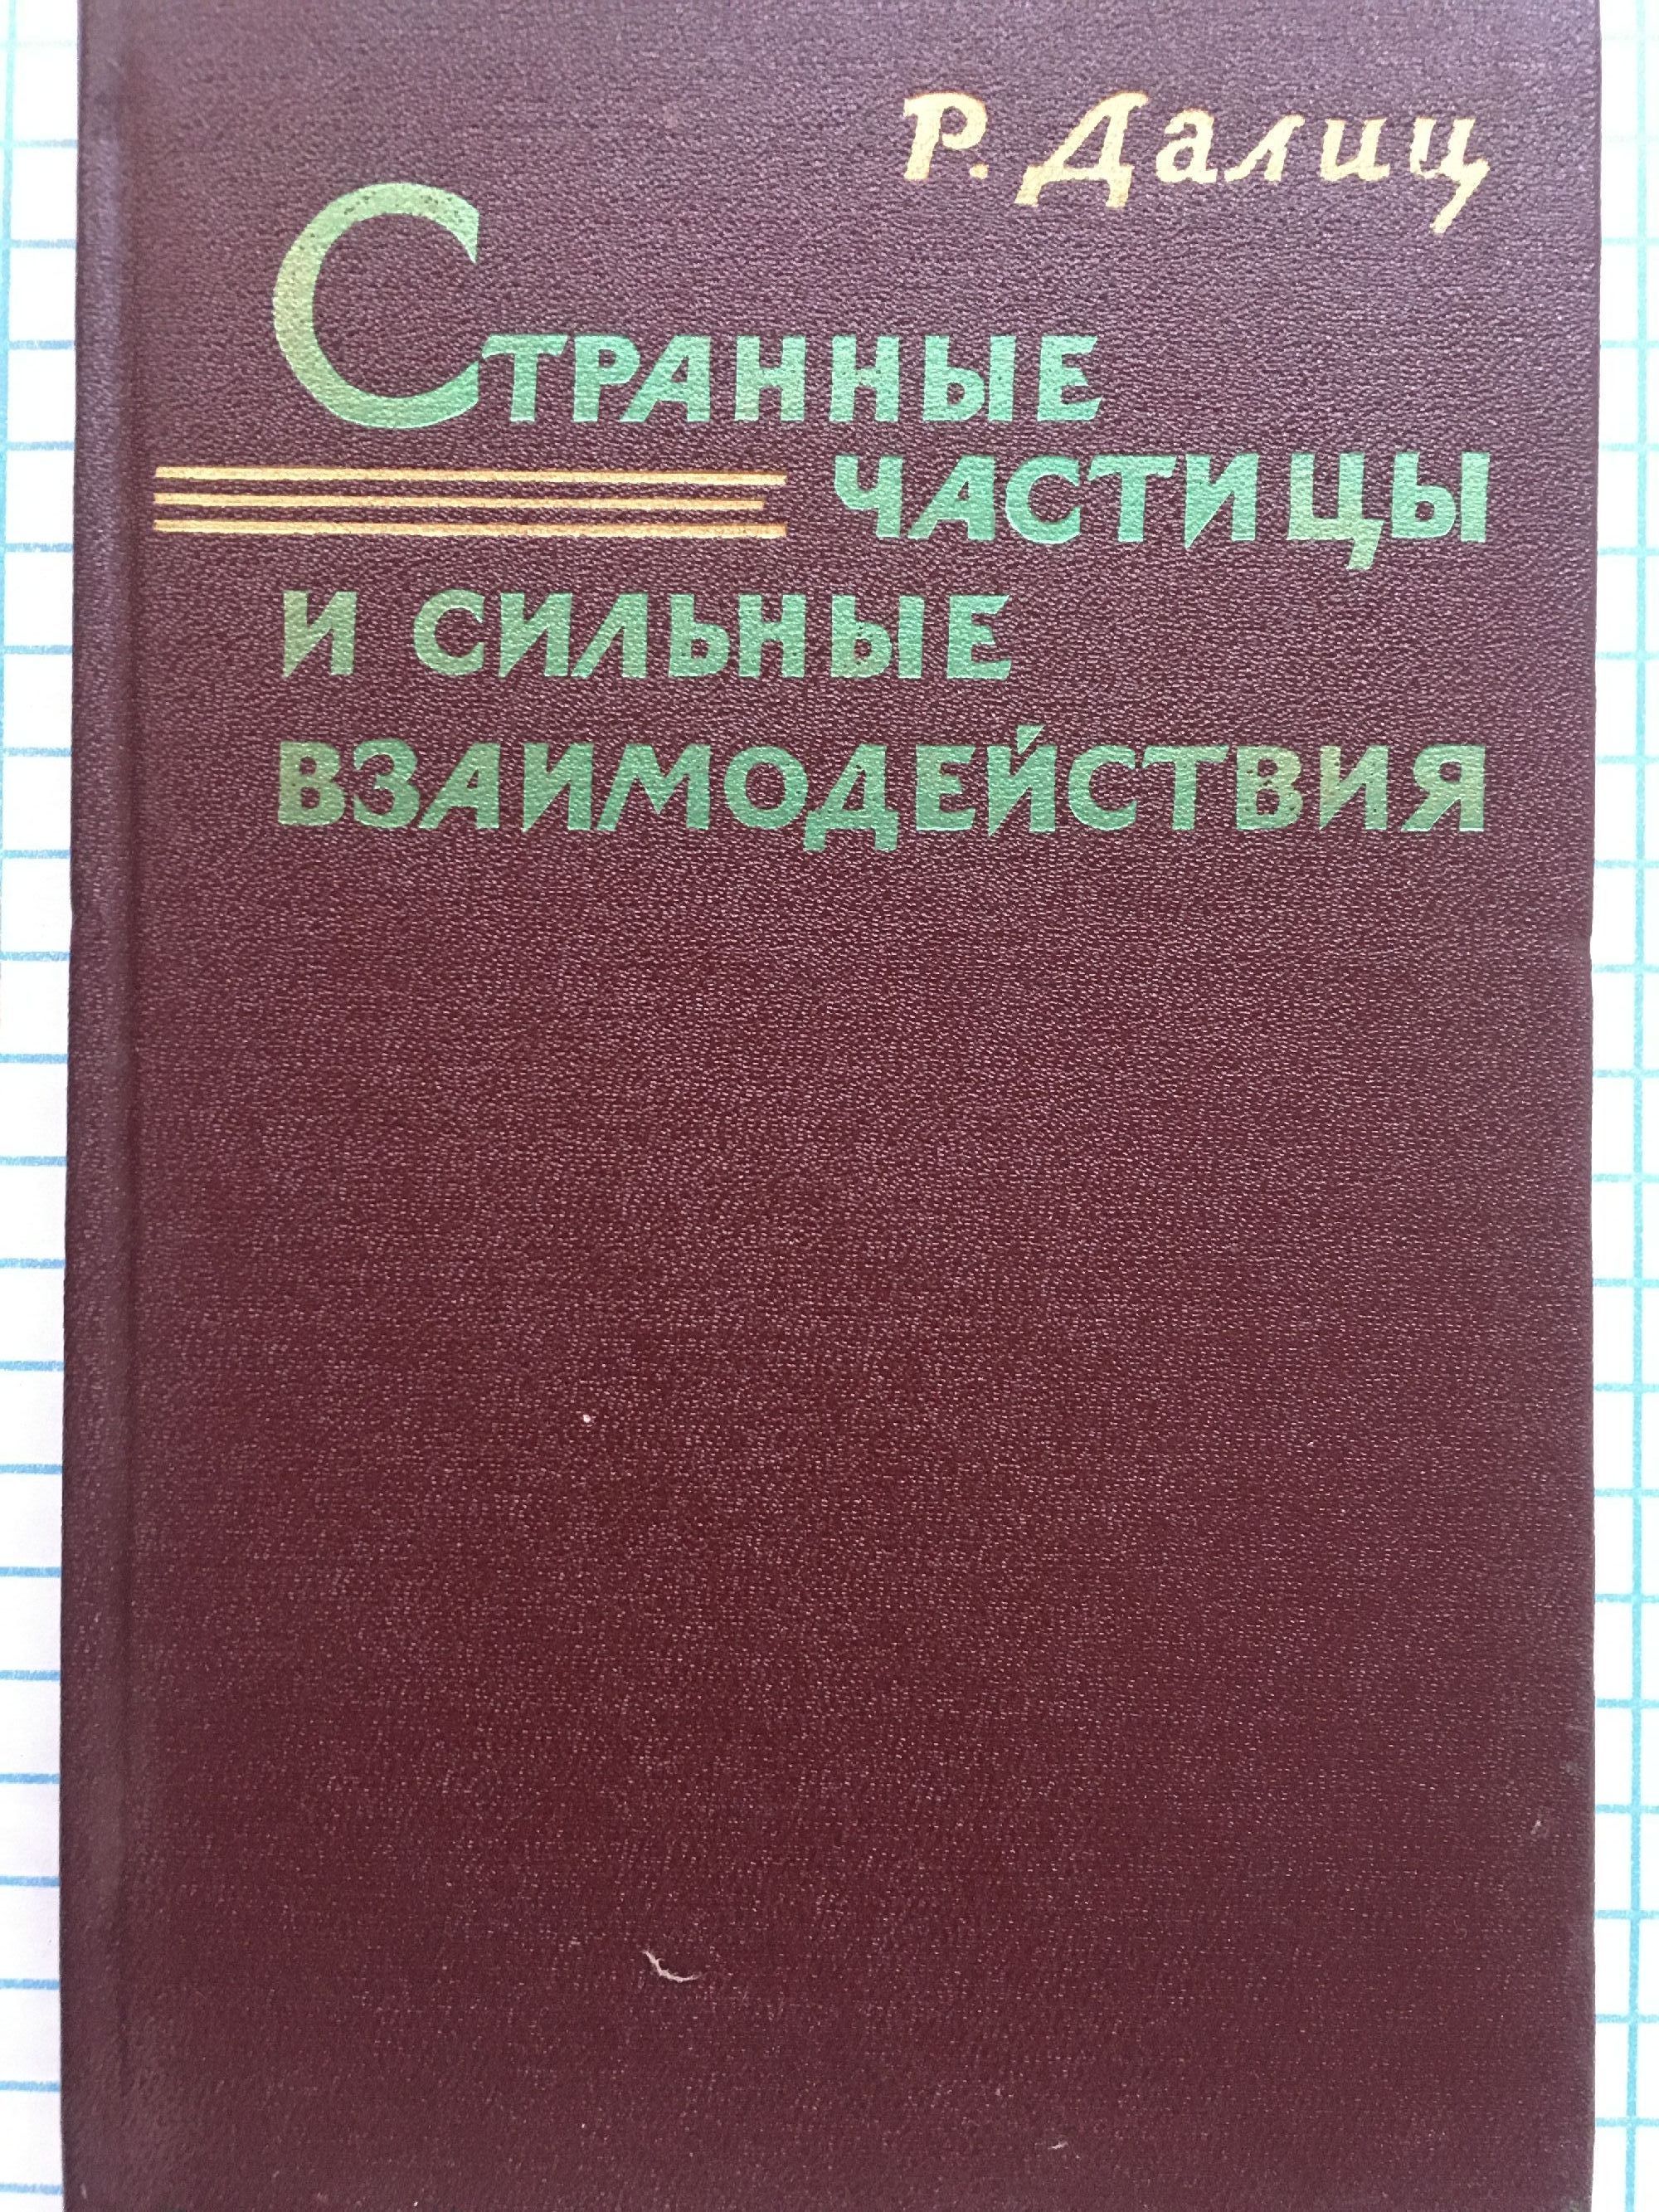 Р. Далиц
Странные
частицы
и сильные
взаимодействия